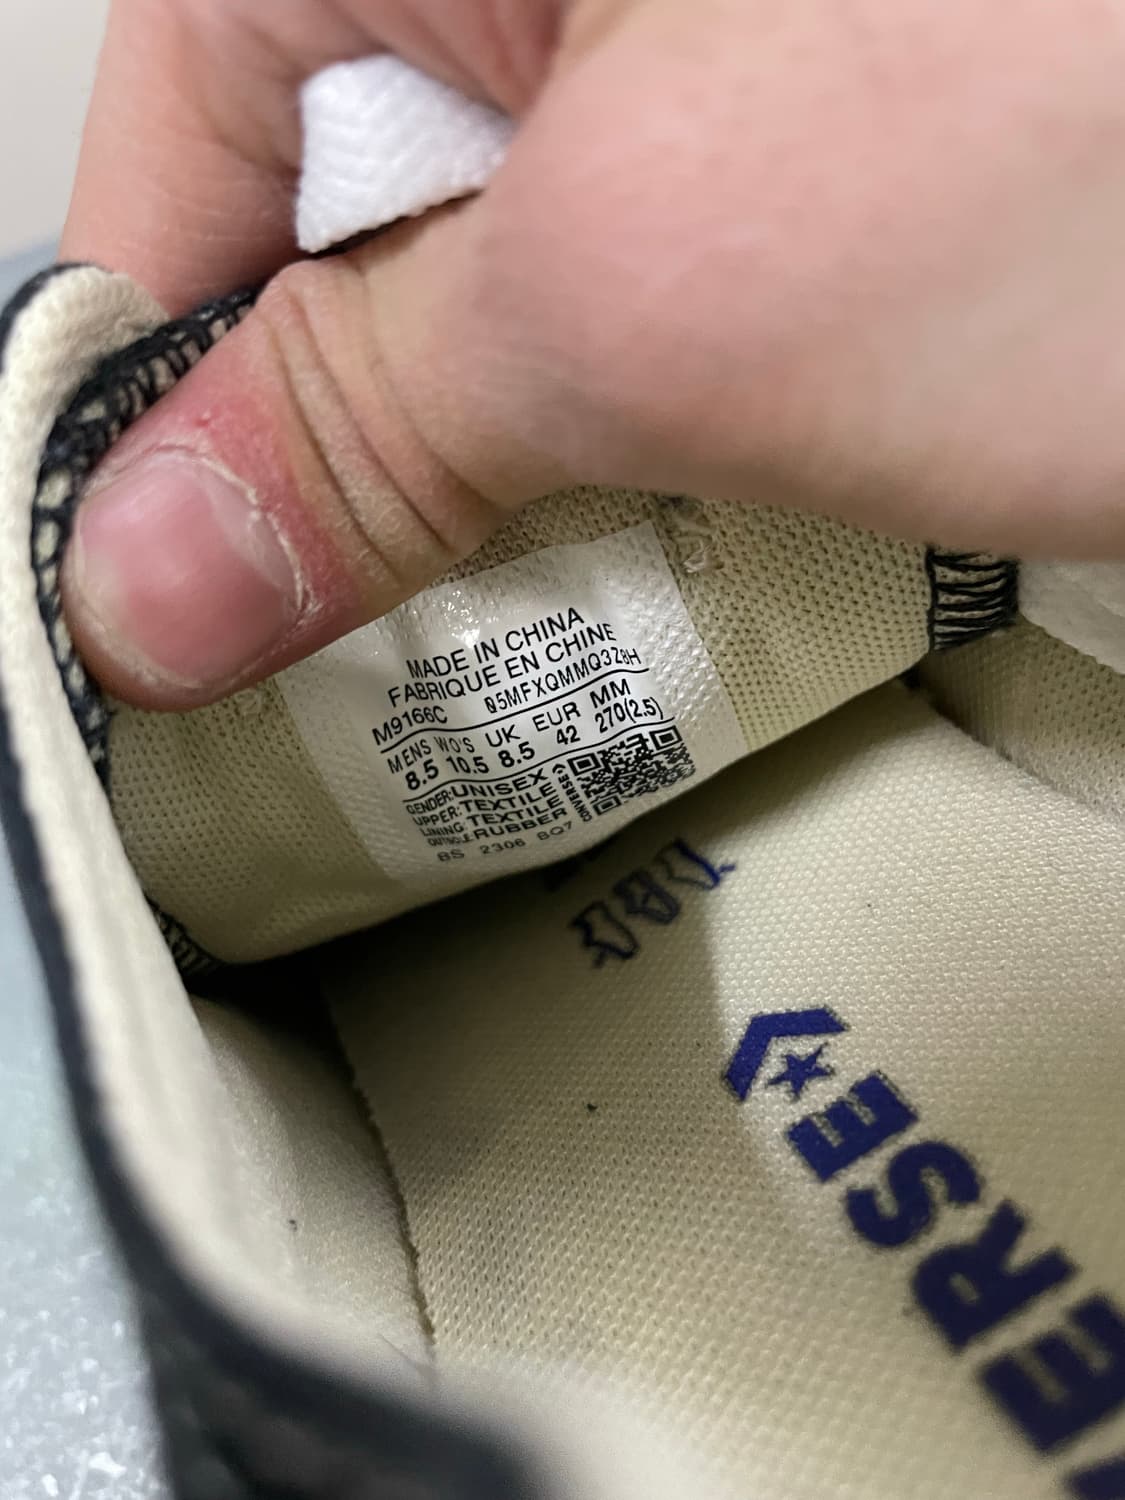 MADE IN CHINA
FABRIQUE EN CHINE
M9166C Q5MFXQMMQ3Z8H
MENS WO'S UK EUR MM
8.5 10.5 8.5 42 270(2.5)
GENDER:UNISEX
UPPER:TEXTILE
LINING:TEXTILE
OUTSOLE:RUBBER
CONVERSE
BS 2306 BQ7
ERSE